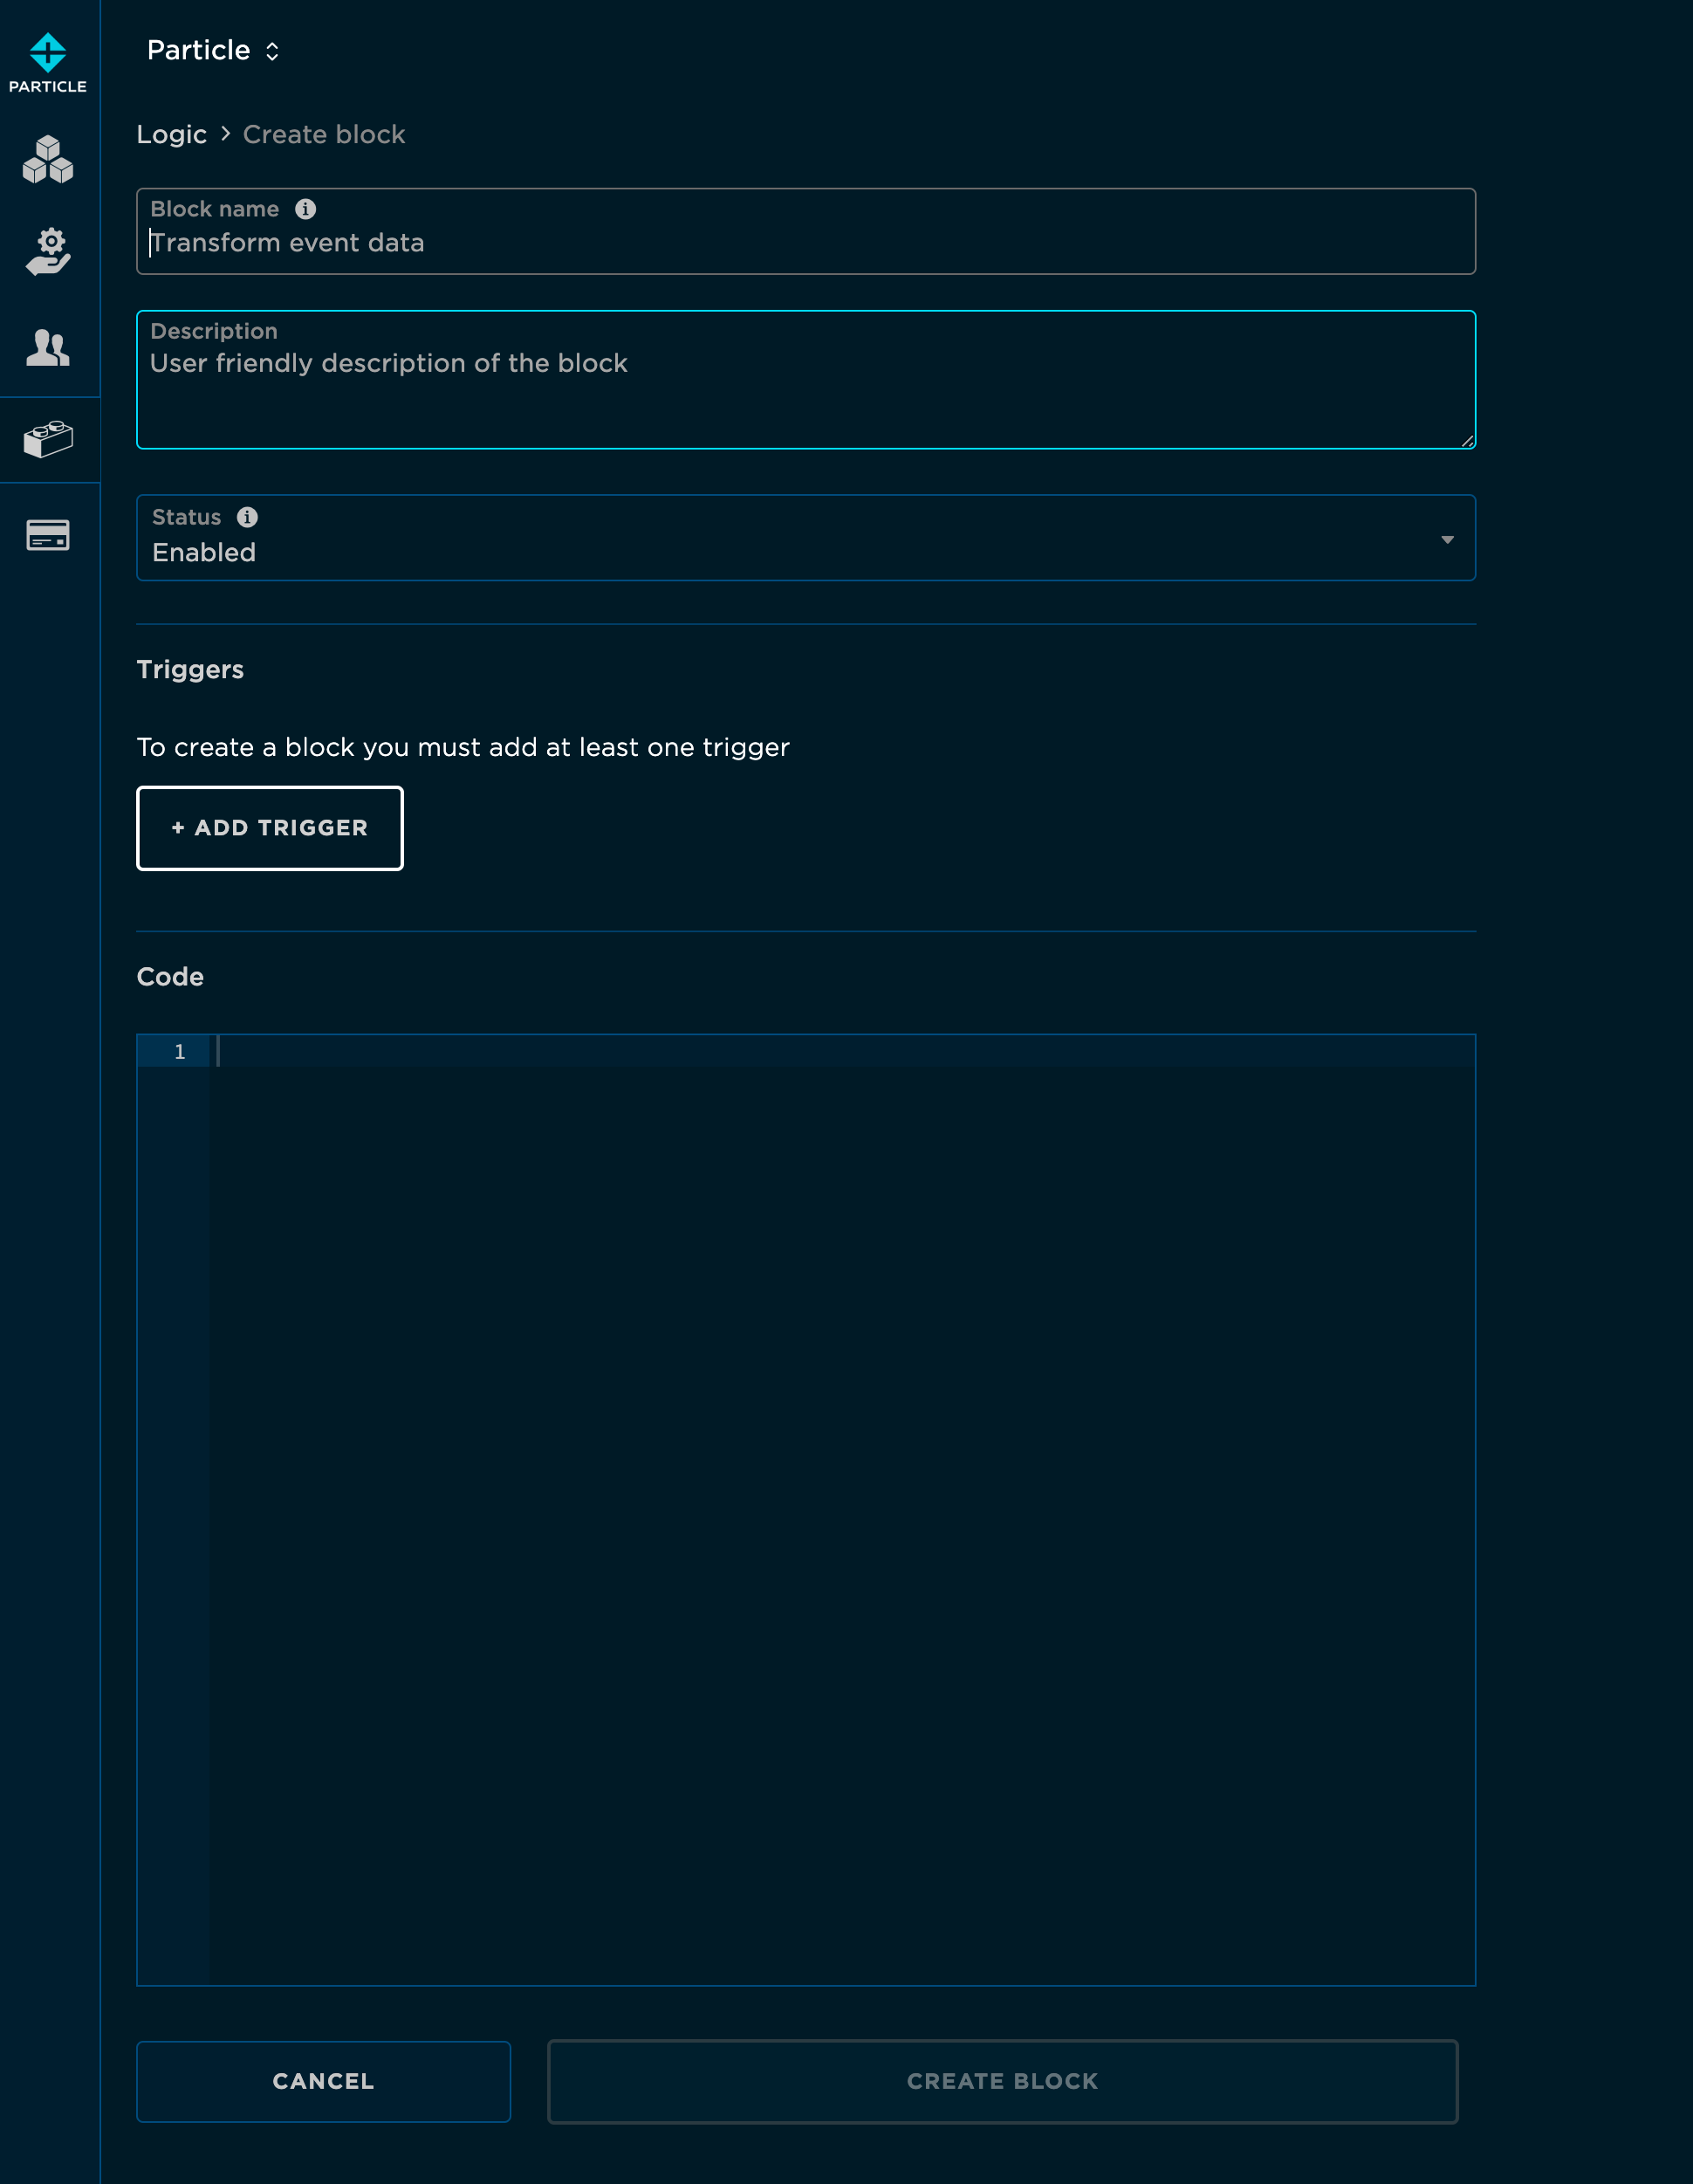 PARTICLE
Particle
Logic > Create block
Block name
Transform event data
Description
User friendly description of the block
Status
Enabled
Triggers
To create a block you must add at least one trigger
+ ADD TRIGGER
Code
1
CANCEL
CREATE BLOCK